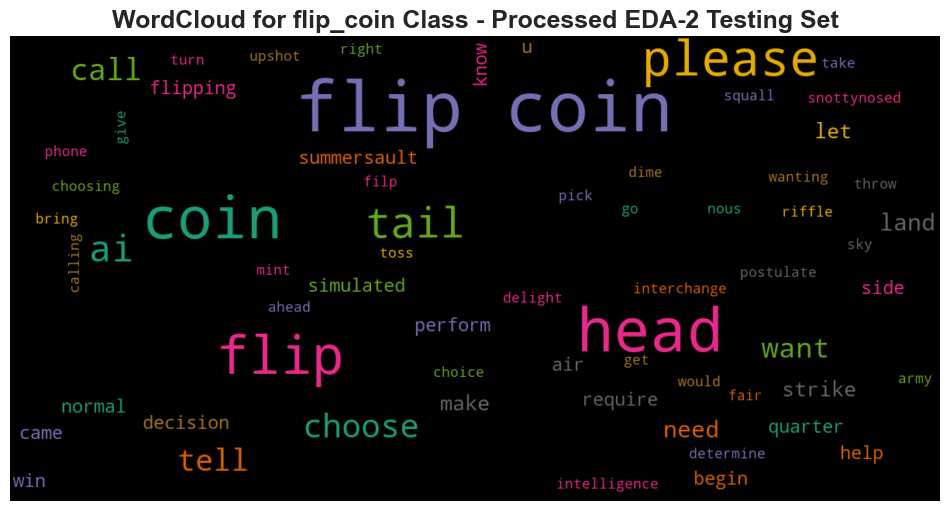 WordCloud for flip_coin Class - Processed EDA-2 Testing Set
turn upshot right know u please take
call flipping flip coin squall snottynosed
give let
phone summersault
choosing filp dime wanting throw
bring coin tail pick go nous riffle land
calling ai toss sky
mint simulated postulate
ahead delight interchange side
flip perform head want
choice air get would army
normal make require fair strike
came decision choose need quarter
tell determine help
win intelligence begin